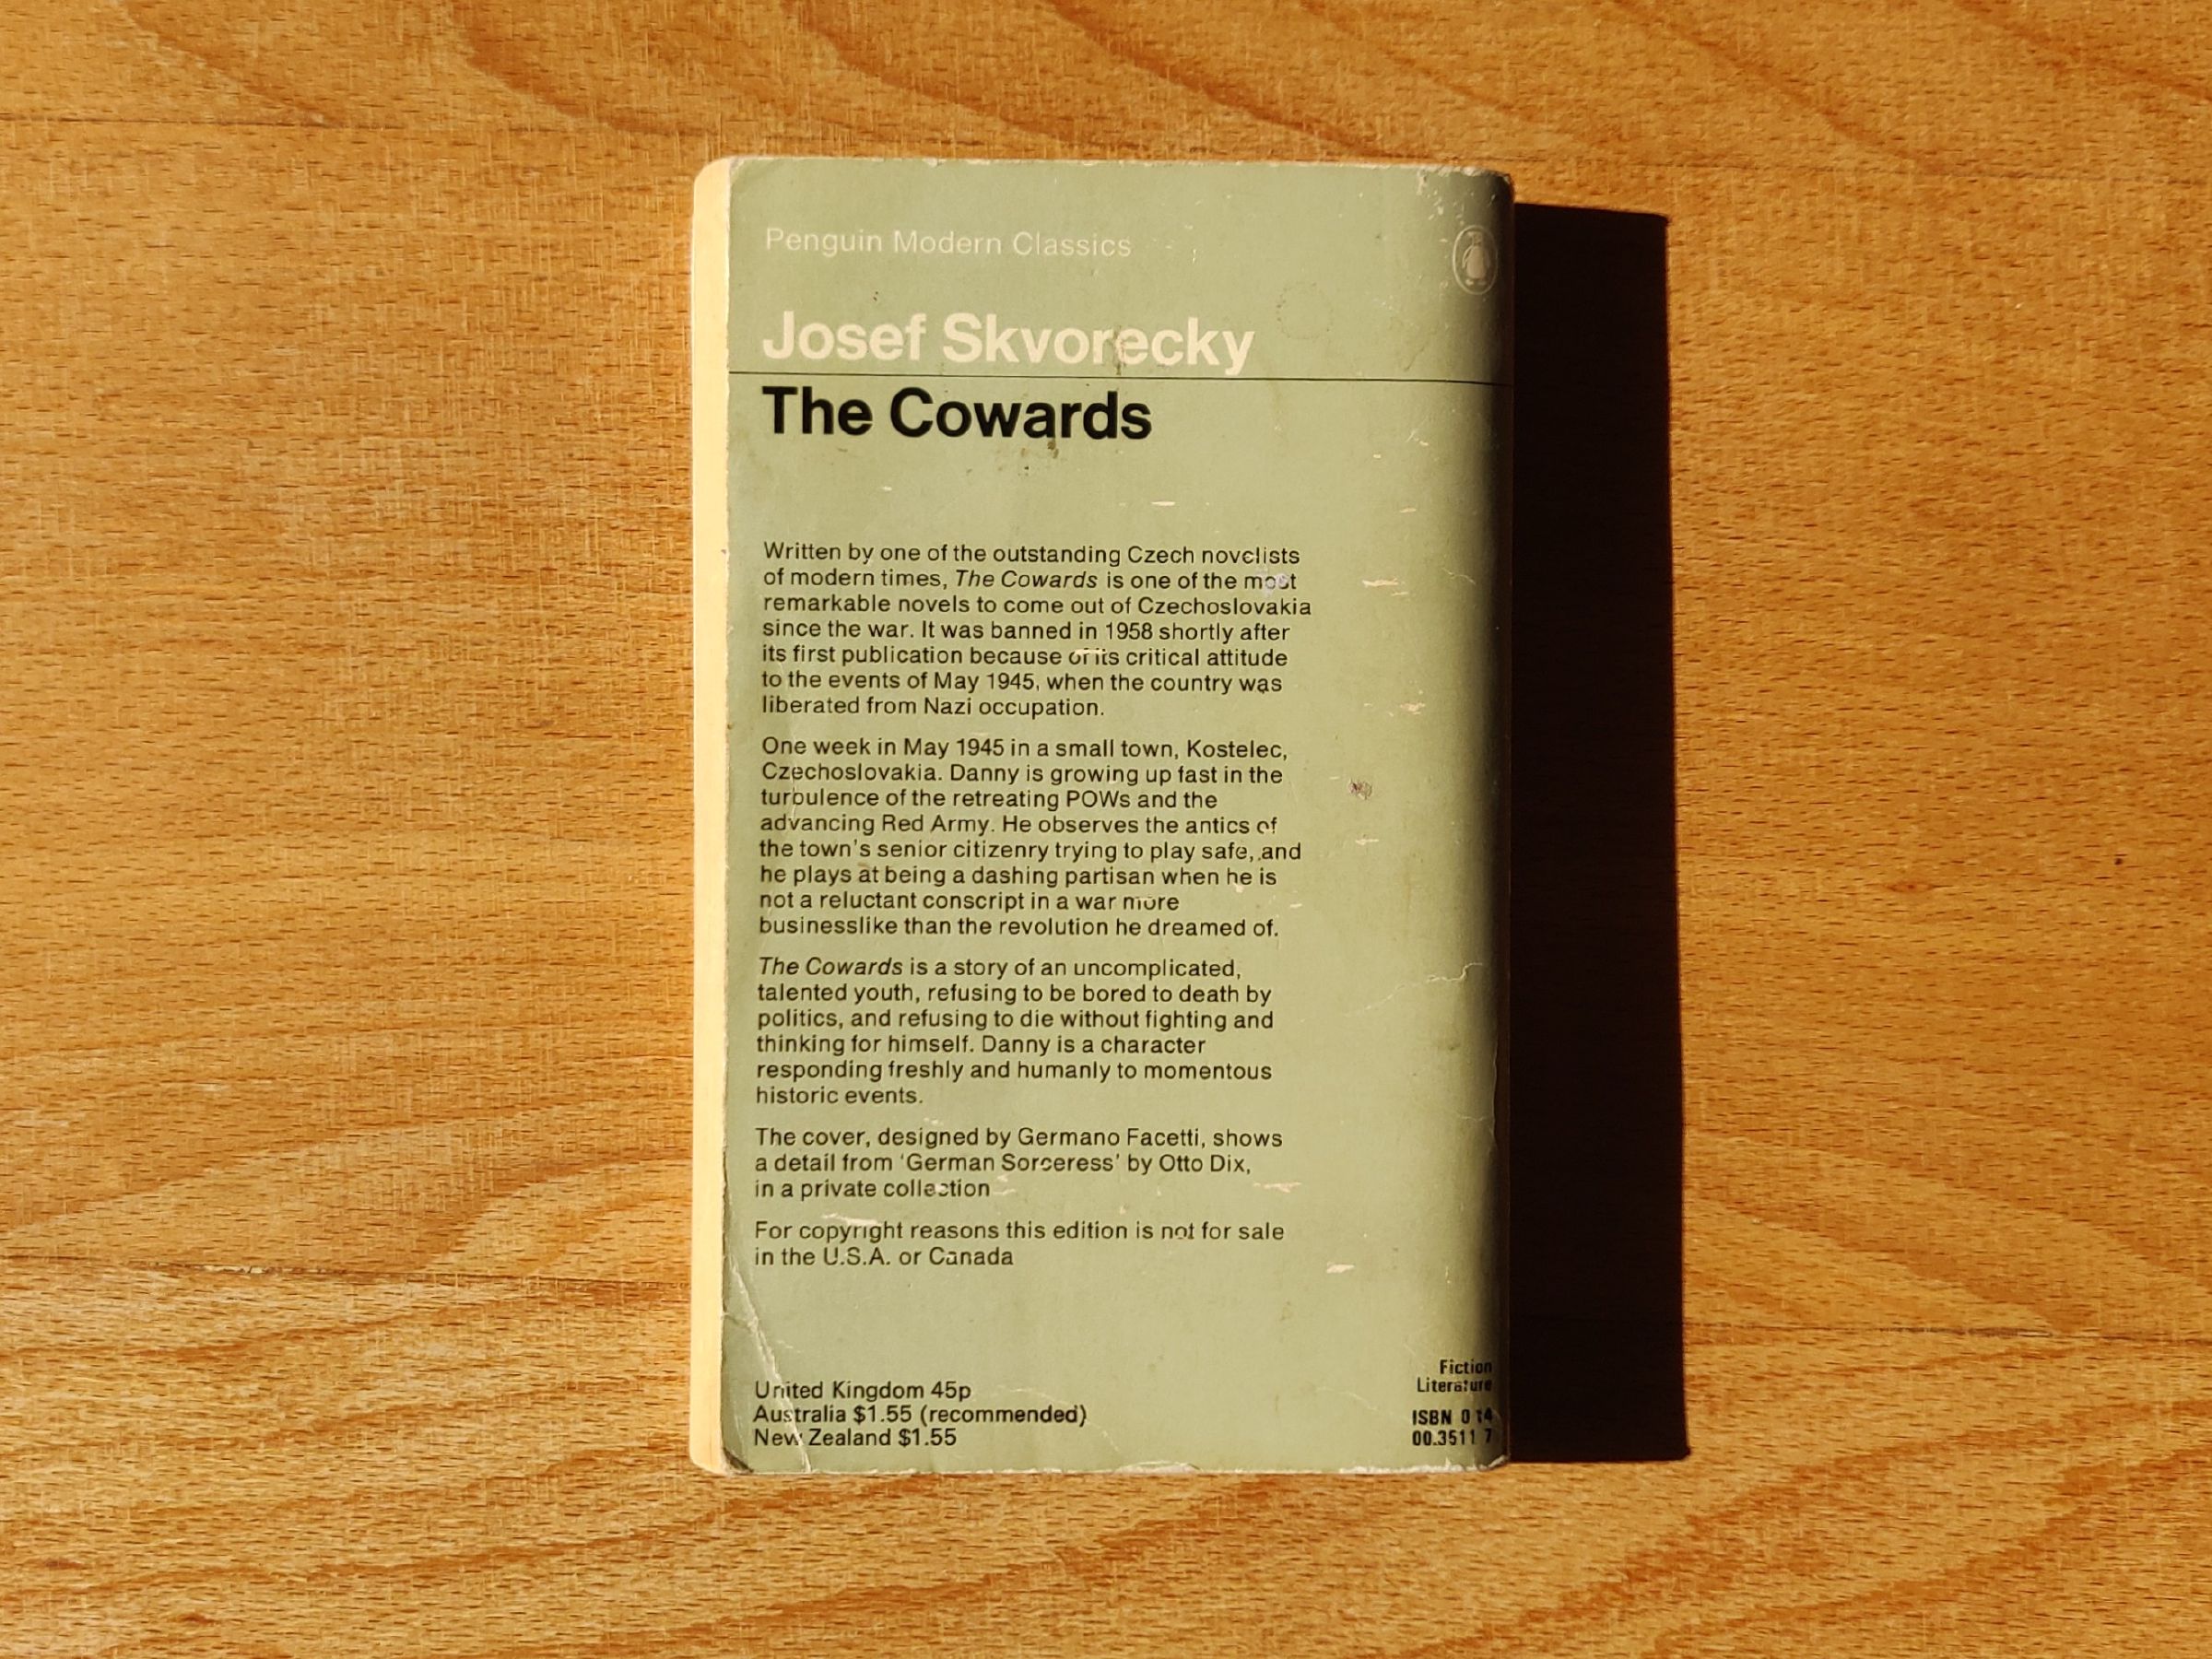 Penguin Modern Classics
Josef Skvorecky
The Cowards
Written by one of the outstanding Czech novelists
of modern times, The Cowards is one of the most
remarkable novels to come out of Czechoslovakia
since the war. It was banned in 1958 shortly after
its first publication because of its critical attitude
to the events of May 1945, when the country was
liberated from Nazi occupation.
One week in May 1945 in a small town, Kostelec,
Czechoslovakia. Danny is growing up fast in the
turbulence of the retreating POWs and the
advancing Red Army. He observes the antics of
the town's senior citizenry trying to play safe, and
he plays at being a dashing partisan when he is
not a reluctant conscript in a war more
businesslike than the revolution he dreamed of.
The Cowards is a story of an uncomplicated,
talented youth, refusing to be bored to death by
politics, and refusing to die without fighting and
thinking for himself. Danny is a character
responding freshly and humanly to momentous
historic events.
The cover, designed by Germano Facetti, shows
a detail from 'German Sorceress' by Otto Dix,
in a private collection
For copyright reasons this edition is not for sale
in the U.S.A. or Canada
United Kingdom 45p
Australia $1.55 (recommended)
New Zealand $1.55
Fiction
Literature
ISBN 0 14
00.3511 7